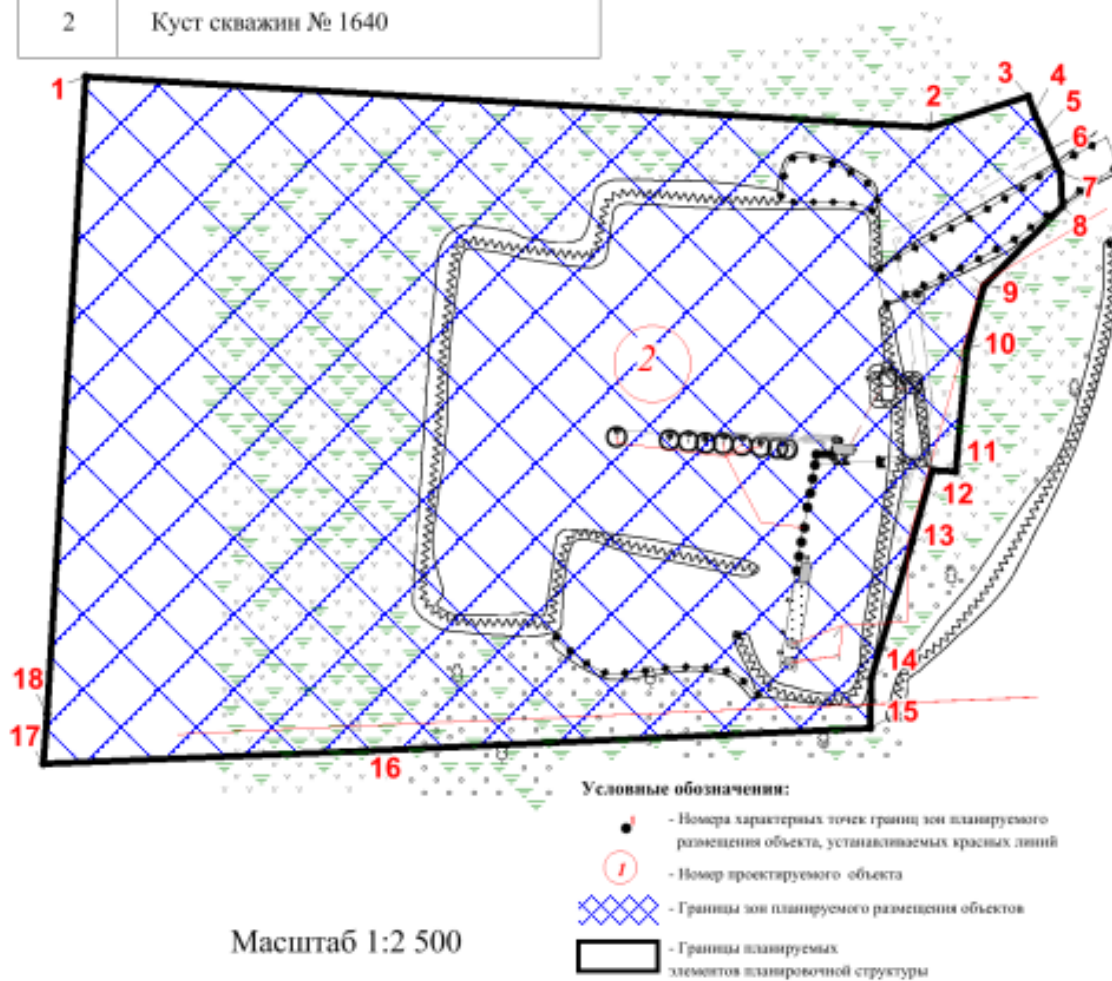 2 Куст скважин № 1640
1
2
3
4
5
6
7
8
9
10
2
11
12
13
14
18
15
17
16
Условные обозначения:
1
- Номера характерных точек границ зон планируемого
размещения объекта, устанавливаемых красных линий
1
- Номер проектируемого объекта
- Границы зон планируемого размещения объектов
Масштаб 1:2 500
- Границы планируемых
элементов планировочной структуры